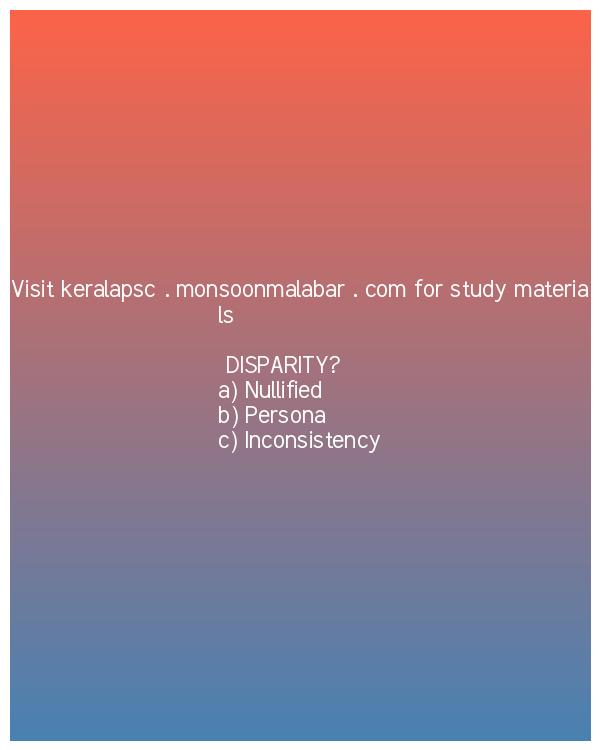 Visit keralapsc . monsoonmalabar . com for study materia
ls
DISPARITY?
a) Nullified
b) Persona
c) Inconsistency